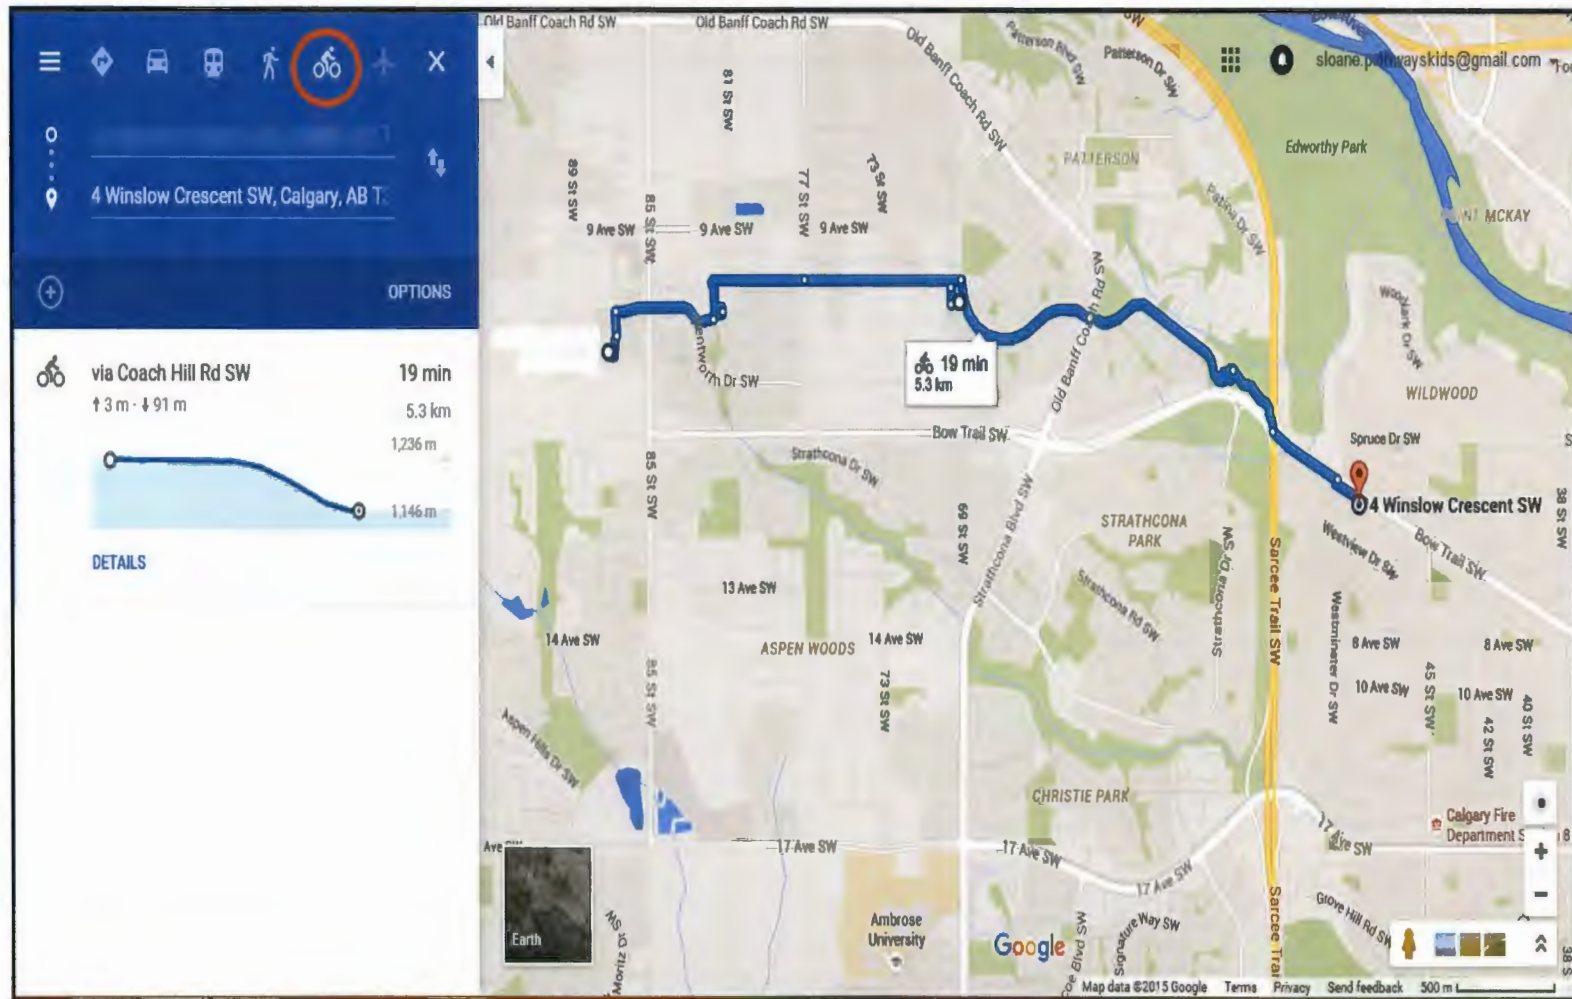 4 Winslow Crescent SW, Calgary, AB T
OPTIONS
via Coach Hill Rd SW
19 min
3 m · 91 m
5.3 km
1,236 m
1,146 m
DETAILS
Old Banff Coach Rd SW
Old Banff Coach Rd SW
Old Banff Coach Rd SW
Patterson Blvd SW
Patterson Dr SW
SW
sloane.pathwayskids@gmail com
Edworthy Park
81 St SW
89 St SW
85 St SW
77 St SW
73 St SW
PATTERSON
Patina Dr SW
MCKAY
9 Ave SW
9 Ave SW
9 Ave SW
Old Banff Coach Rd SW
19 min
5.3 km
Dr SW
WILDWOOD
Bow Trail SW
Spruce Dr SW
Strathcona Dr SW
85 St SW
69 St SW
Strathcona Blvd SW
4 Winslow Crescent SW
38 St SW
STRATHCONA
PARK
Westview Dr SW
Bow Trail SW
13 Ave SW
Strathcona Rd SW
Strathcona Dr SW
Sarcee Trail SW
Westminster Dr SW
14 Ave SW
ASPEN WOODS
14 Ave SW
8 Ave SW
8 Ave SW
85 St SW
73 St SW
10 Ave SW
45 St SW
10 Ave SW
42 St SW
40 St SW
Aspen Hills Dr SW
CHRISTIE PARK
Calgary Fire
Department
17 Ave SW
17 Ave SW
17 Ave SW
17 Ave SW
Earth
Moritz Dr SW
Ambrose
University
Google
Signature Way SW
Sarcee Trai
Grove Hill Rd SW
Map data ©2015 Google
Terms
Privacy
Send feedback
500 m